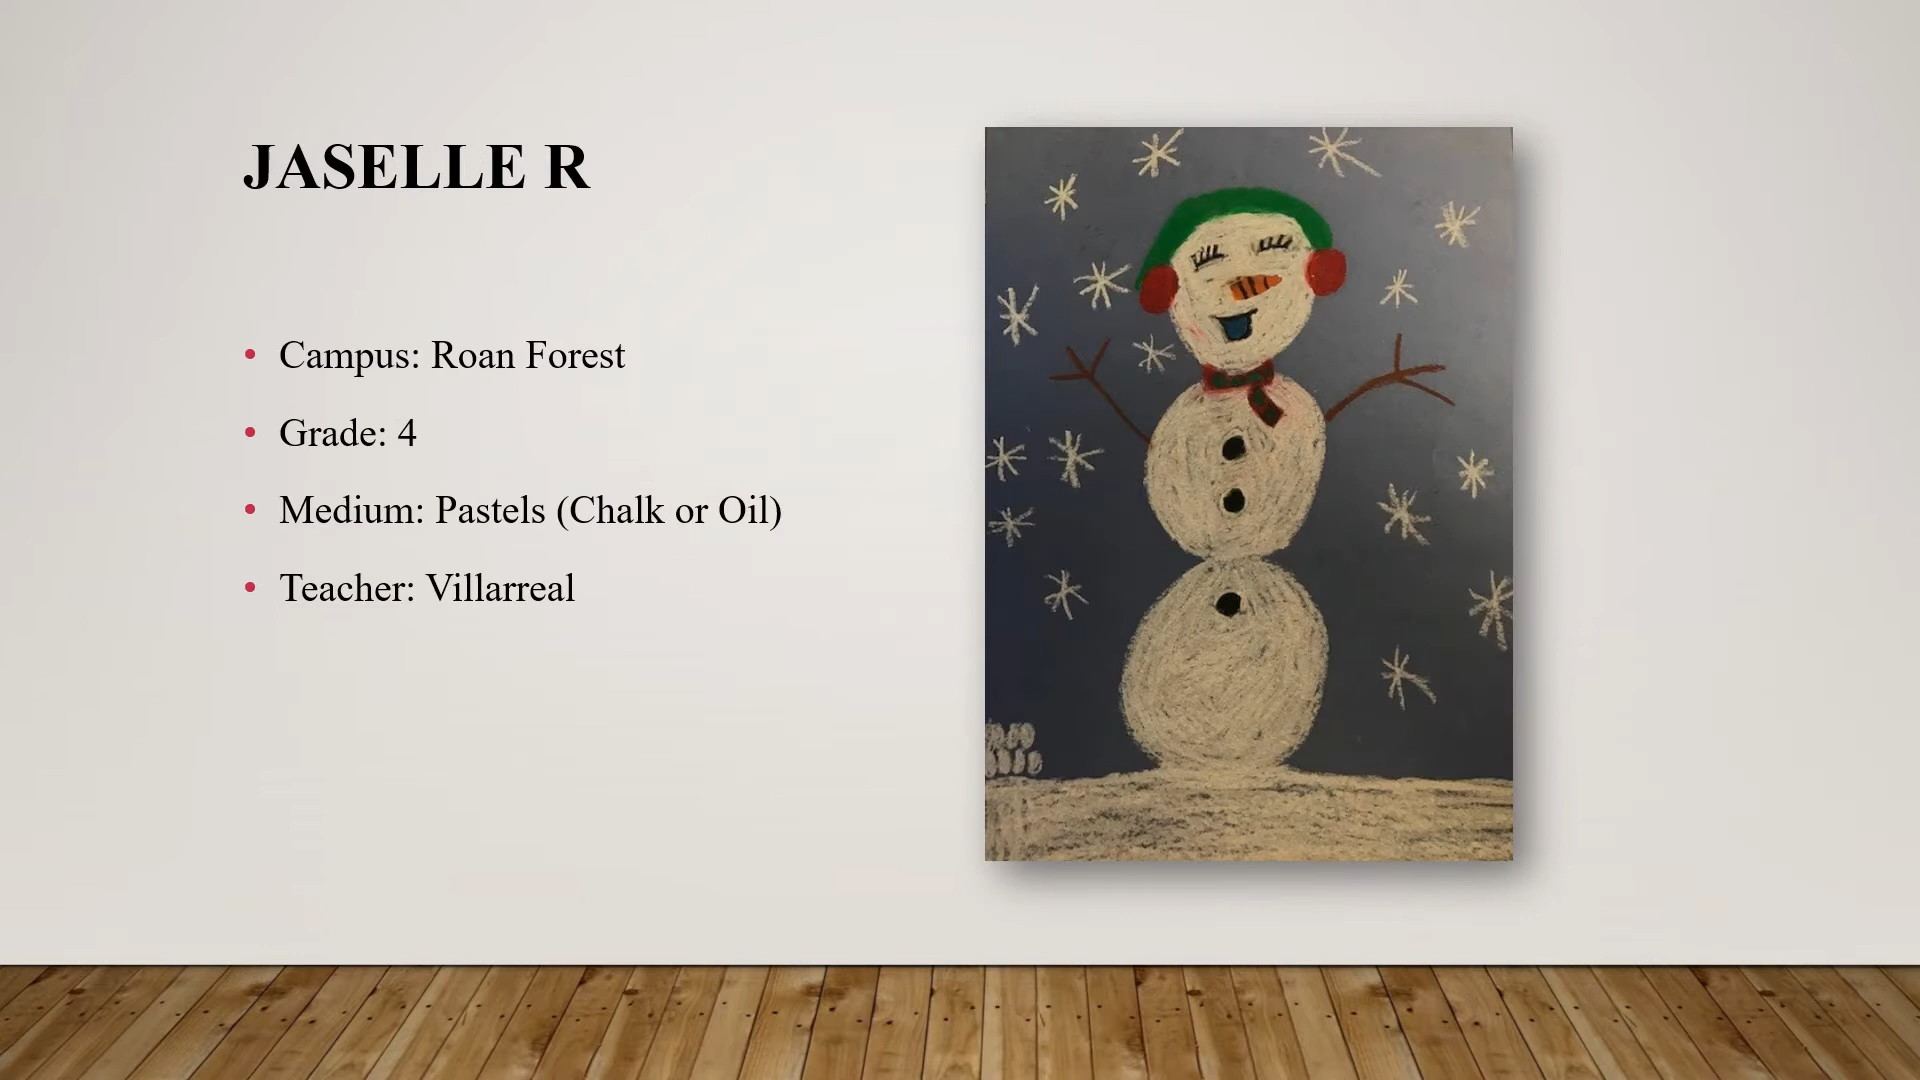 JASELLE R
• Campus: Roan Forest
• Grade: 4
• Medium: Pastels (Chalk or Oil)
• Teacher: Villarreal